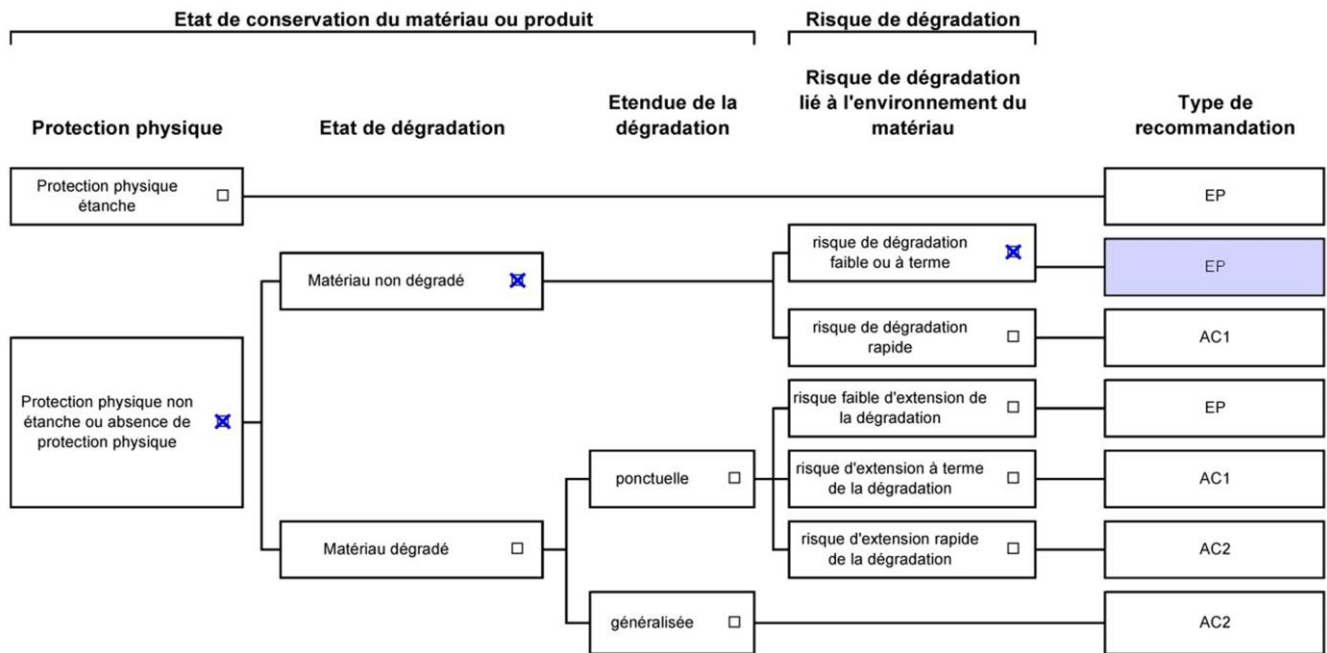 Etat de conservation du matériau ou produit
Risque de dégradation
Protection physique
Etat de dégradation
Etendue de la
dégradation
Risque de dégradation
lié à l'environnement du
matériau
Type de
recommandation
Protection physique
étanche
EP
risque de dégradation
faible ou à terme
EP
Matériau non dégradé
risque de dégradation
rapide
AC1
Protection physique non
étanche ou absence de
protection physique
risque faible d'extension de
la dégradation
EP
ponctuelle
risque d'extension à terme
de la dégradation
AC1
Matériau dégradé
risque d'extension rapide
de la dégradation
AC2
généralisée
AC2